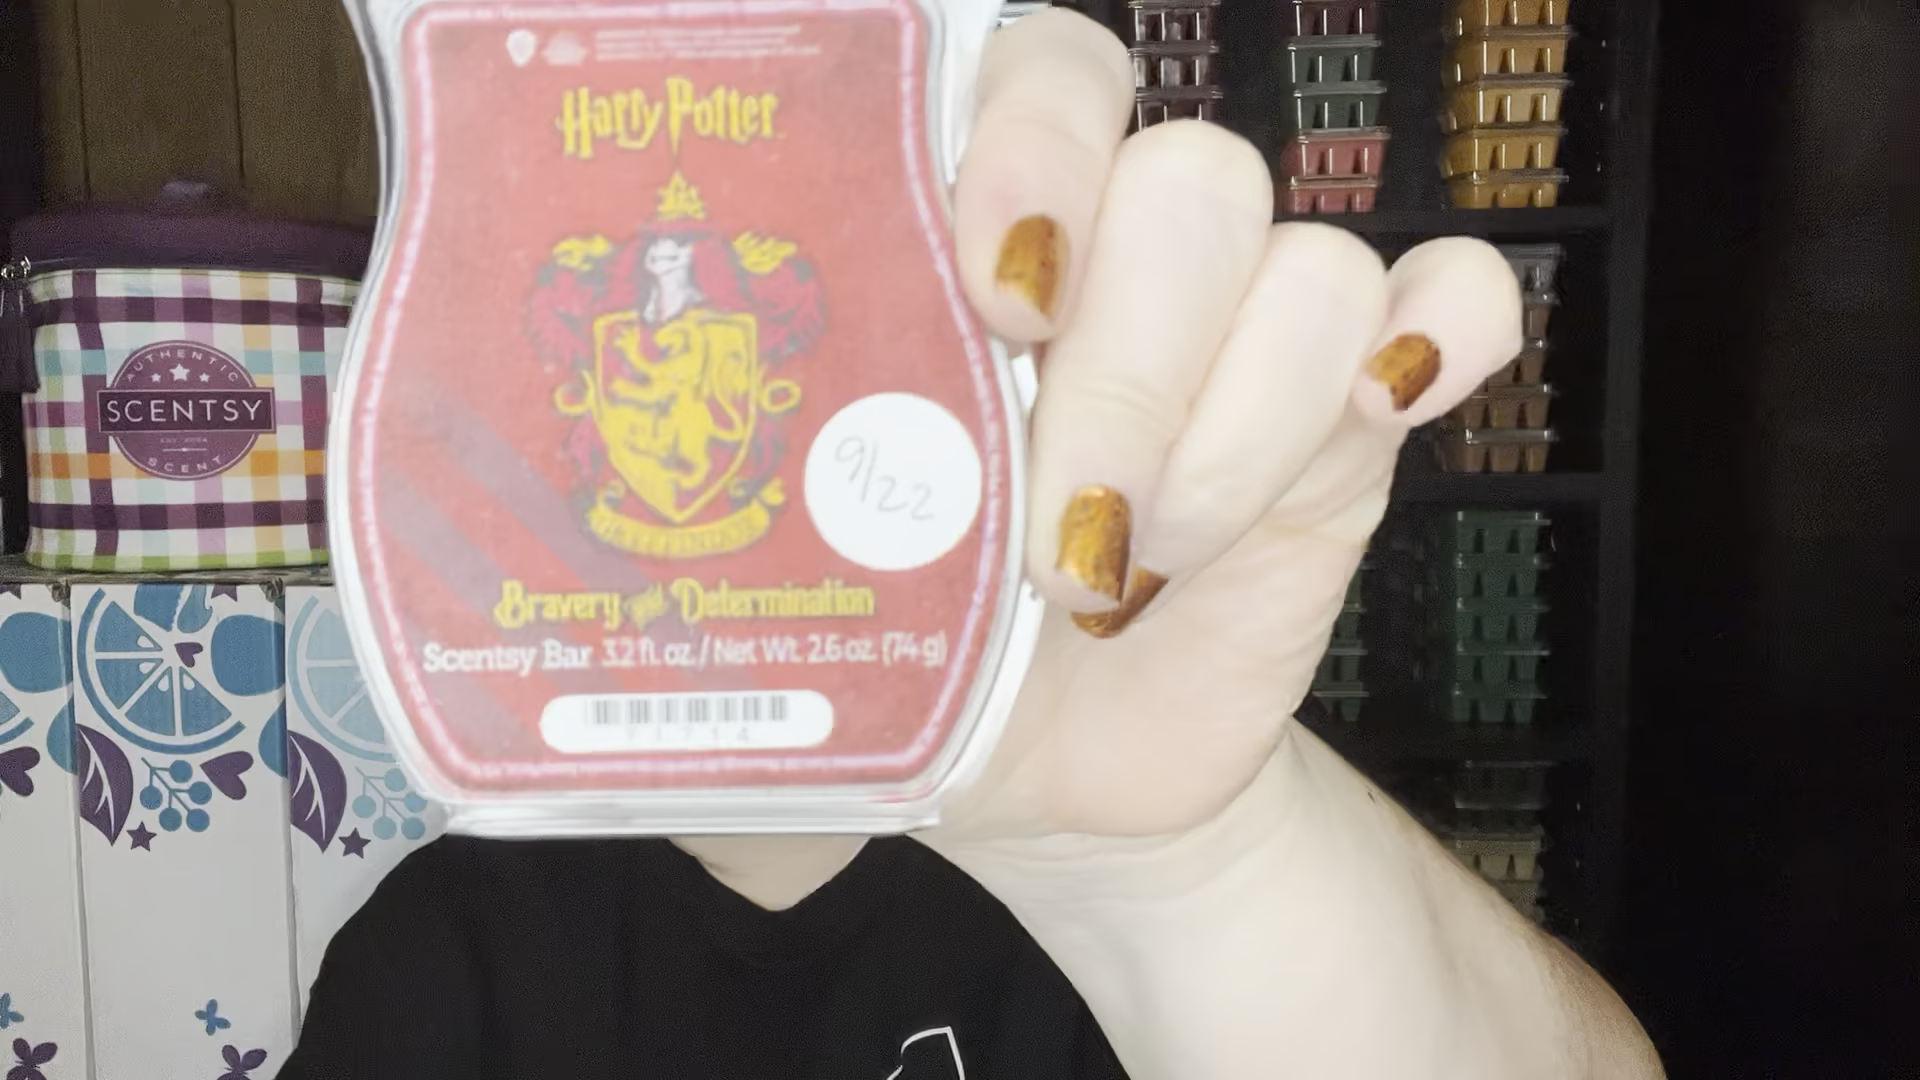 Harry Potter
9/22
Bravery and Determination
Scentsy Bar 3.2 fl. oz. / Net Wt. 2.6 oz. (74 g)
AUTHENTIC
SCENTSY
SCENT